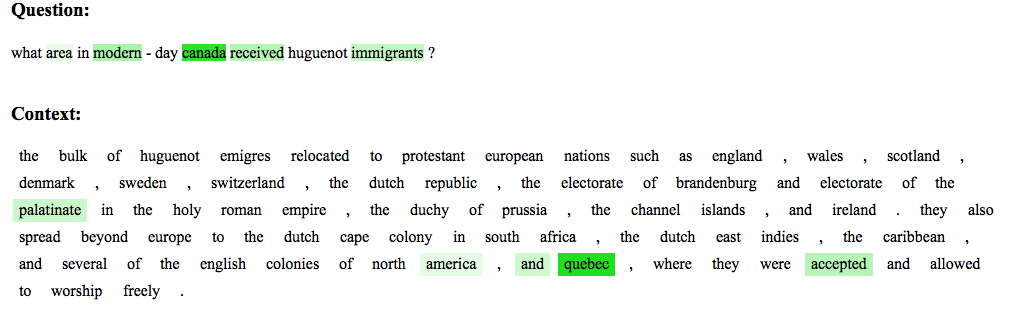 Question:
what area in modern - day canada received huguenot immigrants ?
Context:
the bulk of huguenot emigres relocated to protestant european nations such as england , wales , scotland ,
denmark , sweden , switzerland , the dutch republic , the electorate of brandenburg and electorate of the
palatinate in the holy roman empire , the duchy of prussia , the channel islands , and ireland . they also
spread beyond europe to the dutch cape colony in south africa , the dutch east indies , the caribbean ,
and several of the english colonies of north america , and quebec , where they were accepted and allowed
to worship freely .